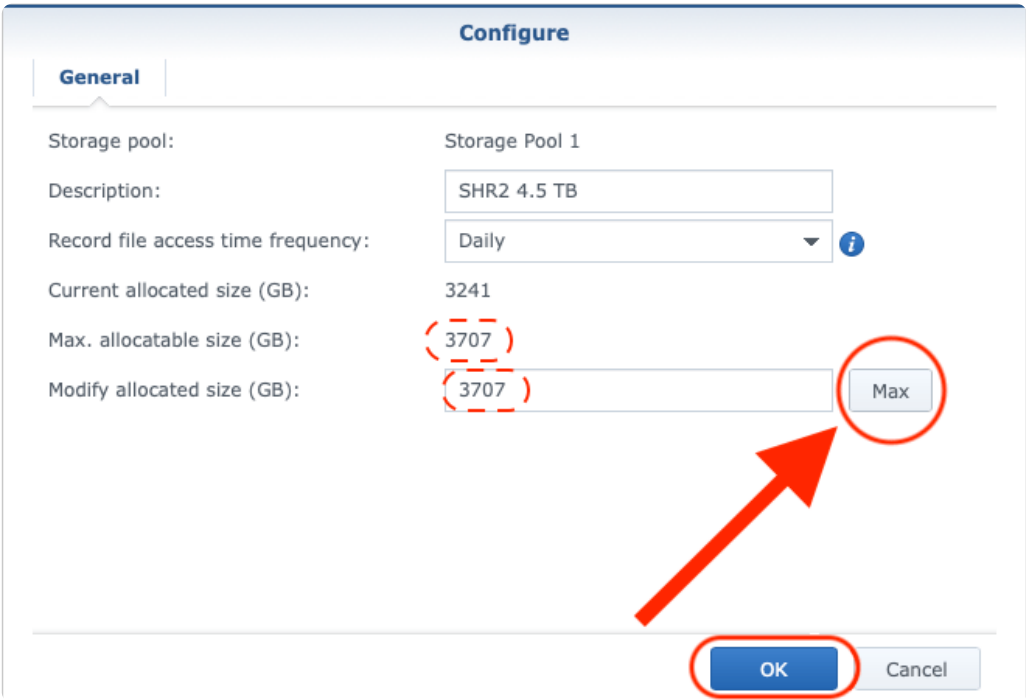 Configure
General
Storage pool: Storage Pool 1
Description: SHR2 4.5 TB
Record file access time frequency: Daily i
Current allocated size (GB): 3241
Max. allocatable size (GB): 3707
Modify allocated size (GB): 3707 Max
OK Cancel